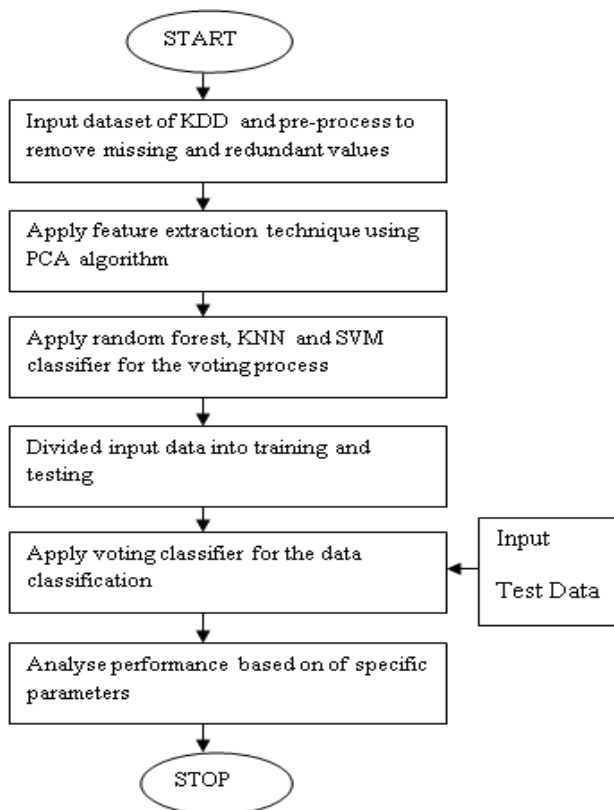 START
Input dataset of KDD and pre-process to
remove missing and redundant values
Apply feature extraction technique using
PCA algorithm
Apply random forest, KNN and SVM
classifier for the voting process
Divided input data into training and
testing
Apply voting classifier for the data
classification
Input
Test Data
Analyse performance based on of specific
parameters
STOP